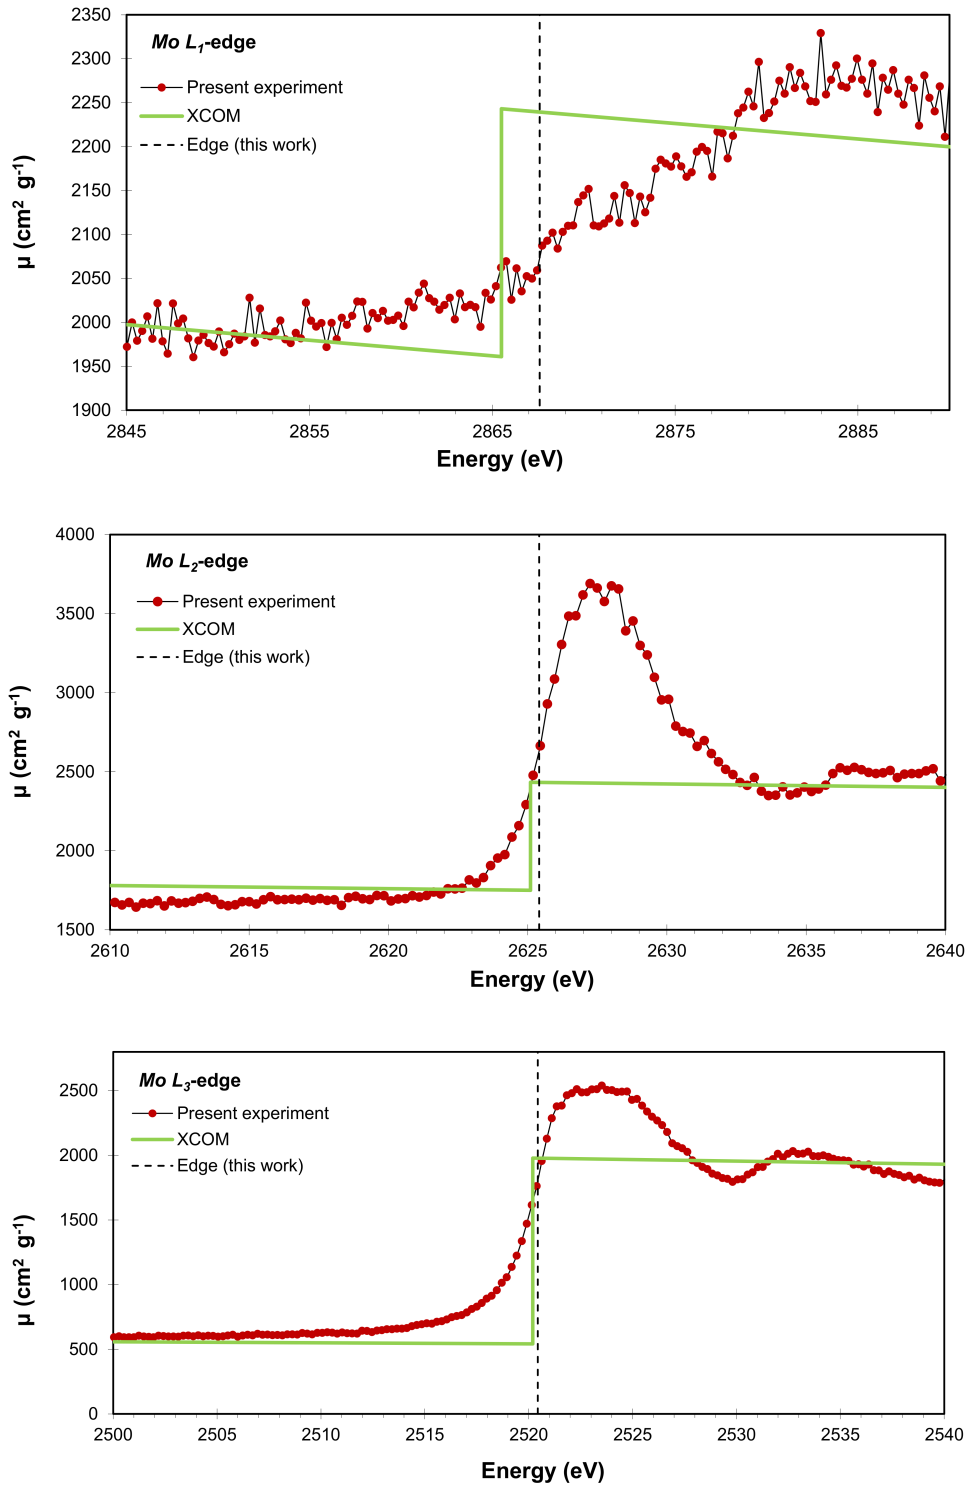 2350
2300
2250
2200
2150
2100
2050
2000
1950
1900
μ (cm² g⁻¹)
Mo L₁-edge
Present experiment
XCOM
Edge (this work)
2845 2855 2865 2875 2885
Energy (eV)
4000
3500
3000
2500
2000
1500
μ (cm² g⁻¹)
Mo L₂-edge
Present experiment
XCOM
Edge (this work)
2610 2615 2620 2625 2630 2635 2640
Energy (eV)
2500
2000
1500
1000
500
0
μ (cm² g⁻¹)
Mo L₃-edge
Present experiment
XCOM
Edge (this work)
2500 2505 2510 2515 2520 2525 2530 2535 2540
Energy (eV)